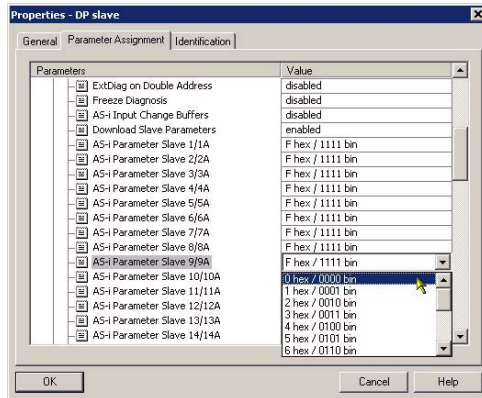 Properties - DP slave
General Parameter Assignment Identification
Parameters Value
ExtDiag on Double Address disabled
Freeze Diagnosis disabled
AS-i Input Change Buffers disabled
Download Slave Parameters enabled
AS-i Parameter Slave 1/1A F hex / 1111 bin
AS-i Parameter Slave 2/2A F hex / 1111 bin
AS-i Parameter Slave 3/3A F hex / 1111 bin
AS-i Parameter Slave 4/4A F hex / 1111 bin
AS-i Parameter Slave 5/5A F hex / 1111 bin
AS-i Parameter Slave 6/6A F hex / 1111 bin
AS-i Parameter Slave 7/7A F hex / 1111 bin
AS-i Parameter Slave 8/8A F hex / 1111 bin
AS-i Parameter Slave 9/9A F hex / 1111 bin
AS-i Parameter Slave 10/10A 0 hex / 0000 bin
AS-i Parameter Slave 11/11A 1 hex / 0001 bin
AS-i Parameter Slave 12/12A 2 hex / 0010 bin
3 hex / 0011 bin
AS-i Parameter Slave 13/13A 4 hex / 0100 bin
5 hex / 0101 bin
AS-i Parameter Slave 14/14A 6 hex / 0110 bin
OK Cancel Help